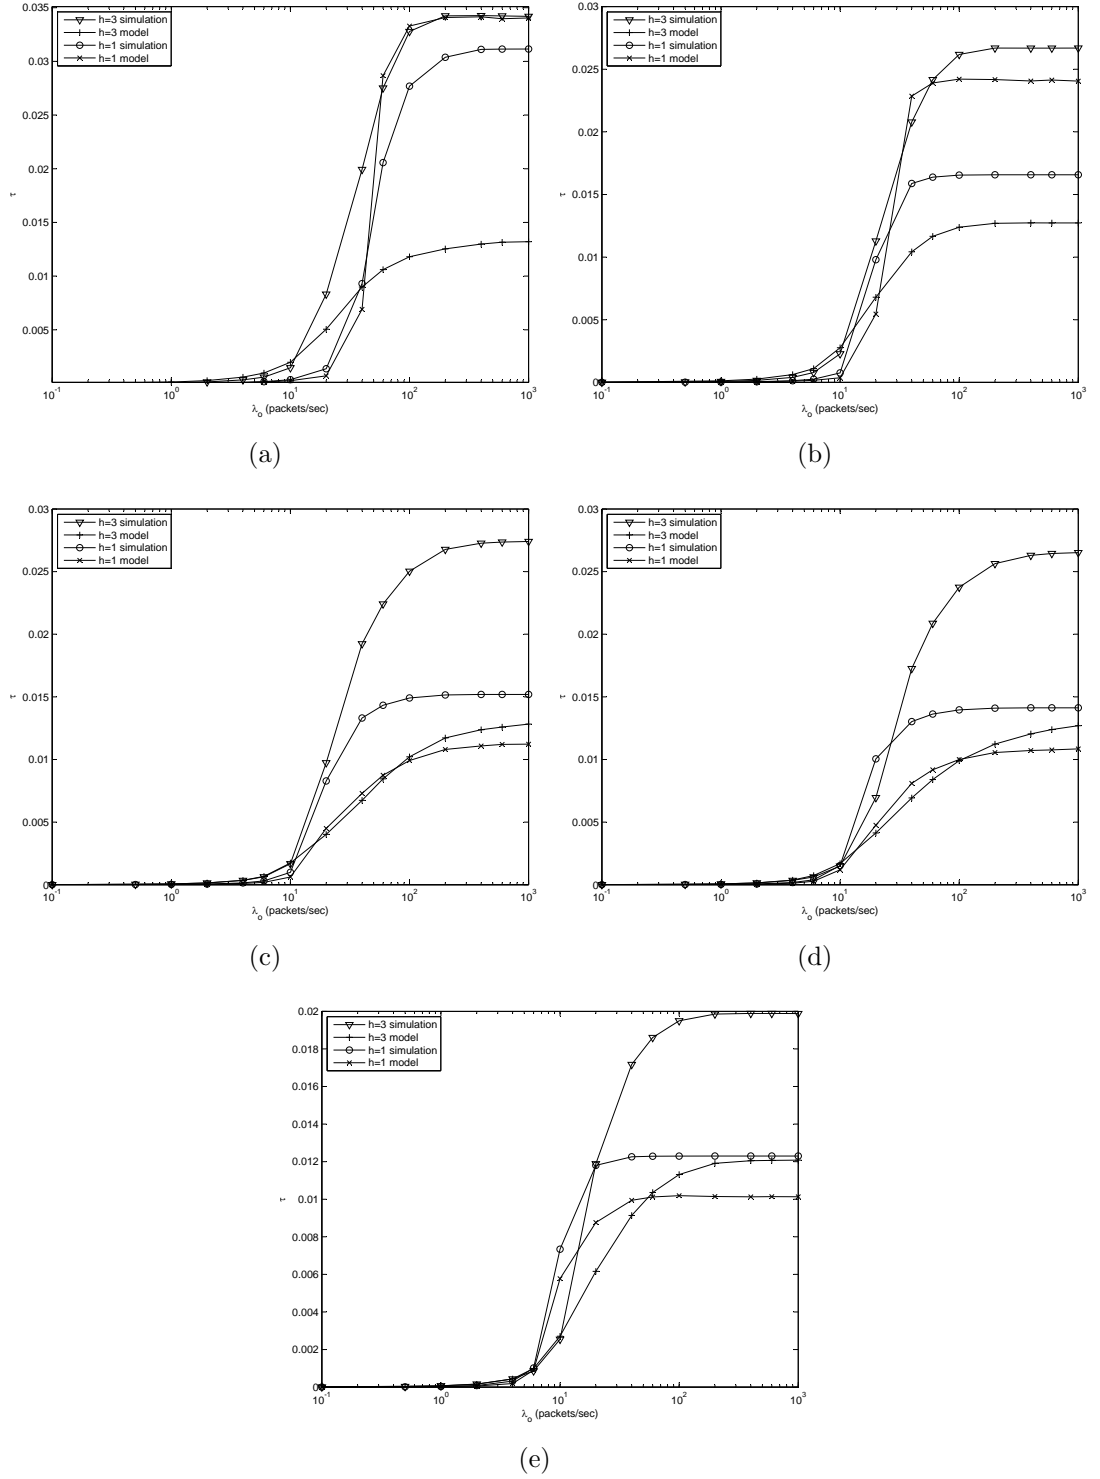 h=3 simulation
h=3 model
h=1 simulation
h=1 model
0.035
0.03
0.025
0.02
0.015
0.01
0.005
τ
10^-1 10^0 10^1 10^2 10^3
λ_o (packets/sec)
(a)
h=3 simulation
h=3 model
h=1 simulation
h=1 model
0.03
0.025
0.02
0.015
0.01
0.005
0
τ
10^-1 10^0 10^1 10^2 10^3
λ_o (packets/sec)
(b)
h=3 simulation
h=3 model
h=1 simulation
h=1 model
0.03
0.025
0.02
0.015
0.01
0.005
0
τ
10^-1 10^0 10^1 10^2 10^3
λ_o (packets/sec)
(c)
h=3 simulation
h=3 model
h=1 simulation
h=1 model
0.03
0.025
0.02
0.015
0.01
0.005
0
τ
10^-1 10^0 10^1 10^2 10^3
λ_o (packets/sec)
(d)
h=3 simulation
h=3 model
h=1 simulation
h=1 model
0.02
0.018
0.016
0.014
0.012
0.01
0.008
0.006
0.004
0.002
0
τ
10^-1 10^0 10^1 10^2 10^3
λ_o (packets/sec)
(e)